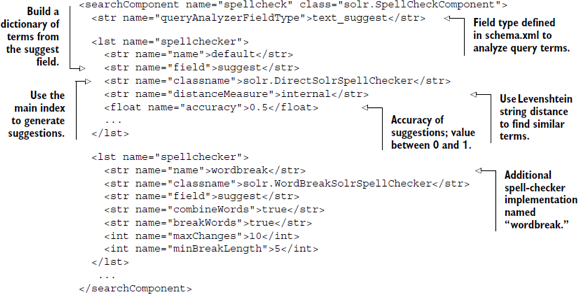 <searchComponent name="spellcheck" class="solr.SpellCheckComponent">
<str name="queryAnalyzerFieldType">text_suggest</str>
<lst name="spellchecker">
<str name="name">default</str>
<str name="field">suggest</str>
<str name="classname">solr.DirectSolrSpellChecker</str>
<str name="distanceMeasure">internal</str>
<float name="accuracy">0.5</float>
...
</lst>
<lst name="spellchecker">
<str name="name">wordbreak</str>
<str name="classname">solr.WordBreakSolrSpellChecker</str>
<str name="field">suggest</str>
<str name="combineWords">true</str>
<str name="breakWords">true</str>
<int name="maxChanges">10</int>
<int name="minBreakLength">5</int>
</lst>
...
</searchComponent>
Build a
dictionary of
terms from
the suggest
field.
Use the
main index
to generate
suggestions.
Field type defined
in schema.xml to
analyze query terms.
Use Levenshtein
string distance
to find similar
terms.
Accuracy of
suggestions; value
between 0 and 1.
Additional
spell-checker
implementation
named
“wordbreak.”